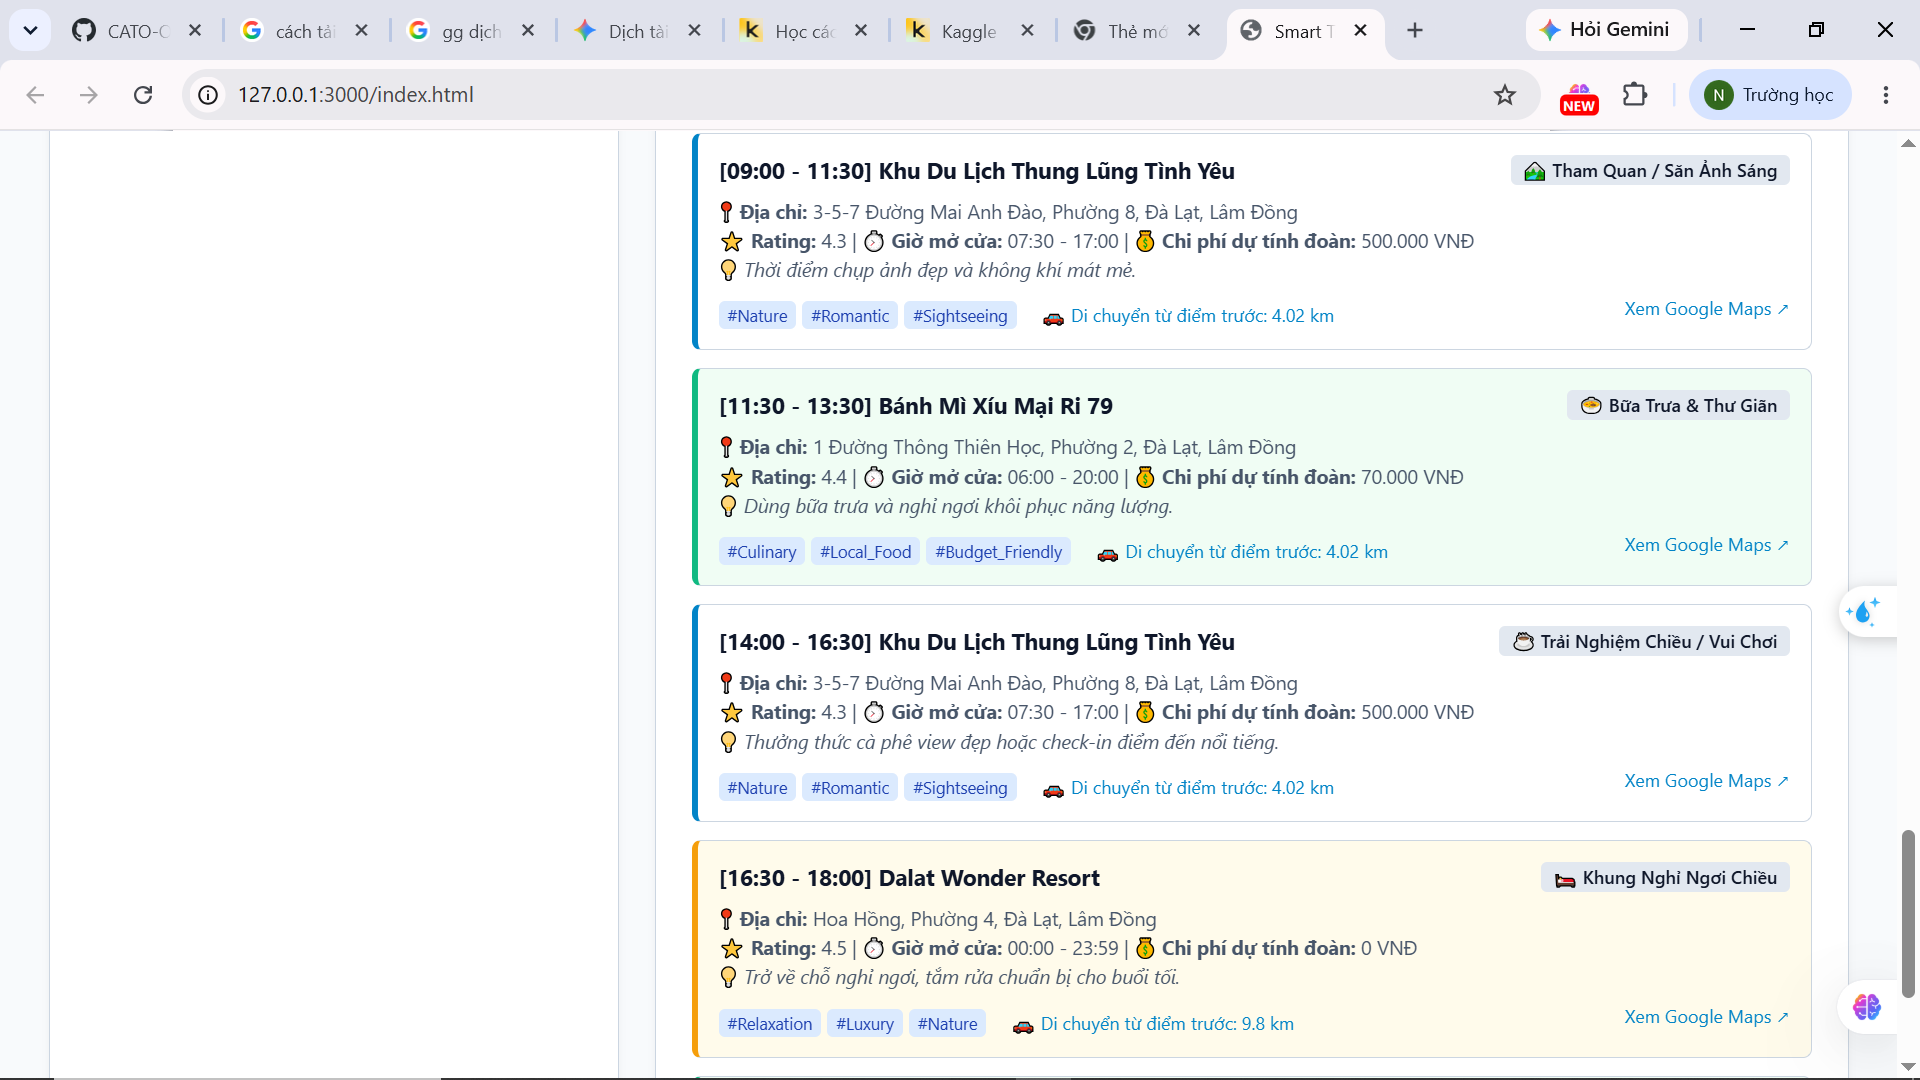 CATO-C
cách tải
gg dịch
Dịch tài
Học các
Kaggle
Thẻ mớ
Smart T
Hỏi Gemini
127.0.0.1:3000/index.html
NEW
N
Trường học
[09:00 - 11:30] Khu Du Lịch Thung Lũng Tình Yêu
Tham Quan / Săn Ảnh Sáng
Địa chỉ: 3-5-7 Đường Mai Anh Đào, Phường 8, Đà Lạt, Lâm Đồng
Rating: 4.3 | Giờ mở cửa: 07:30 - 17:00 | Chi phí dự tính đoàn: 500.000 VNĐ
Thời điểm chụp ảnh đẹp và không khí mát mẻ.
#Nature #Romantic #Sightseeing Di chuyển từ điểm trước: 4.02 km
Xem Google Maps ↗
[11:30 - 13:30] Bánh Mì Xíu Mại Ri 79
Bữa Trưa & Thư Giãn
Địa chỉ: 1 Đường Thông Thiên Học, Phường 2, Đà Lạt, Lâm Đồng
Rating: 4.4 | Giờ mở cửa: 06:00 - 20:00 | Chi phí dự tính đoàn: 70.000 VNĐ
Dùng bữa trưa và nghỉ ngơi khôi phục năng lượng.
#Culinary #Local_Food #Budget_Friendly Di chuyển từ điểm trước: 4.02 km
Xem Google Maps ↗
[14:00 - 16:30] Khu Du Lịch Thung Lũng Tình Yêu
Trải Nghiệm Chiều / Vui Chơi
Địa chỉ: 3-5-7 Đường Mai Anh Đào, Phường 8, Đà Lạt, Lâm Đồng
Rating: 4.3 | Giờ mở cửa: 07:30 - 17:00 | Chi phí dự tính đoàn: 500.000 VNĐ
Thưởng thức cà phê view đẹp hoặc check-in điểm đến nổi tiếng.
#Nature #Romantic #Sightseeing Di chuyển từ điểm trước: 4.02 km
Xem Google Maps ↗
[16:30 - 18:00] Dalat Wonder Resort
Khung Nghỉ Ngơi Chiều
Địa chỉ: Hoa Hồng, Phường 4, Đà Lạt, Lâm Đồng
Rating: 4.5 | Giờ mở cửa: 00:00 - 23:59 | Chi phí dự tính đoàn: 0 VNĐ
Trở về chỗ nghỉ ngơi, tắm rửa chuẩn bị cho buổi tối.
#Relaxation #Luxury #Nature Di chuyển từ điểm trước: 9.8 km
Xem Google Maps ↗